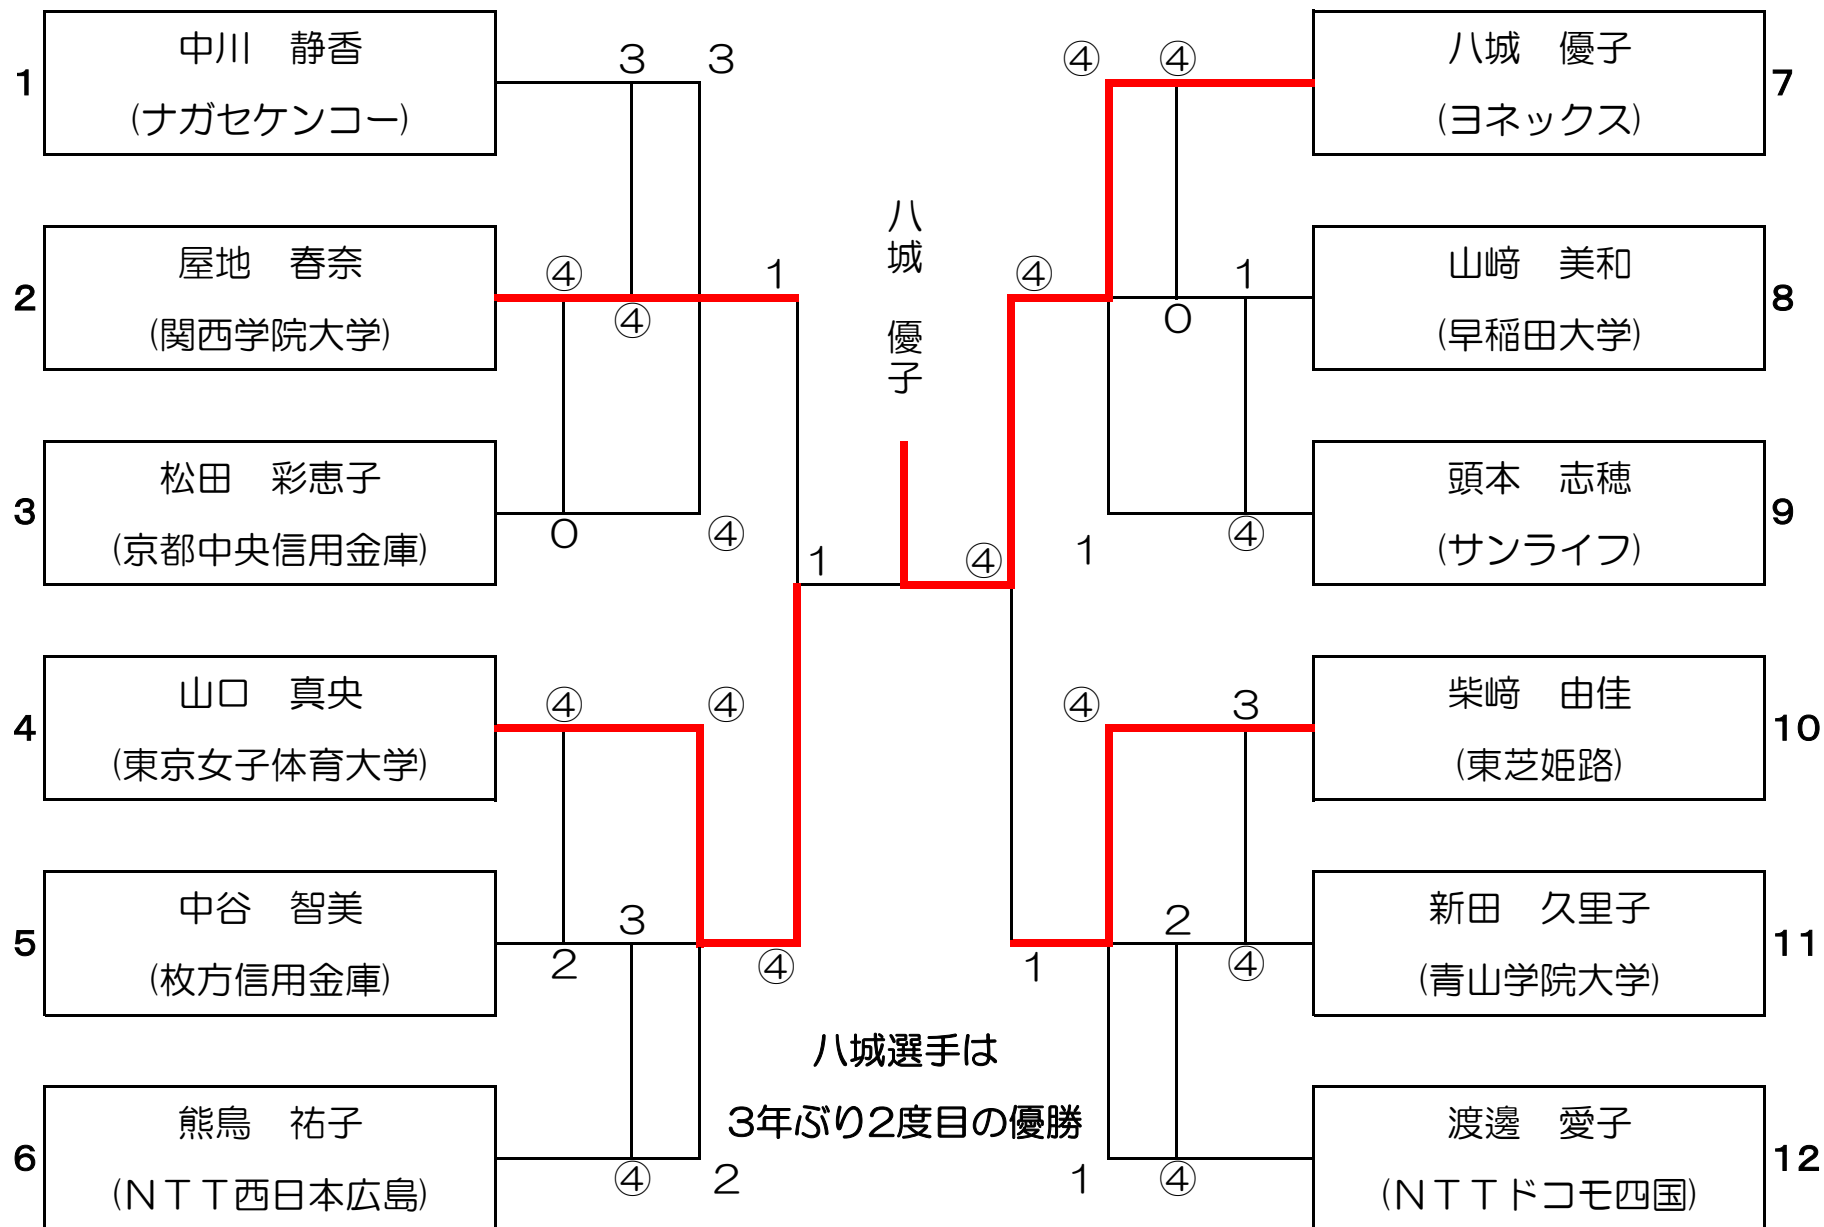 1
中川　静香
(ナガセケンコー)
3
3
2
屋地　春奈
(関西学院大学)
④
④
1
3
松田　彩恵子
(京都中央信用金庫)
0
④
1
4
山口　真央
(東京女子体育大学)
④
④
5
中谷　智美
(枚方信用金庫)
2
3
④
6
熊鳥　祐子
(ＮＴＴ西日本広島)
④
2
八城　優子
④
八城選手は
3年ぶり2度目の優勝
④
④
八城　優子
(ヨネックス)
7
④
0
1
山﨑　美和
(早稲田大学)
8
1
④
頭本　志穂
(サンライフ)
9
④
3
柴﨑　由佳
(東芝姫路)
10
1
2
④
新田　久里子
(青山学院大学)
11
1
④
渡邊　愛子
(ＮＴＴドコモ四国)
12